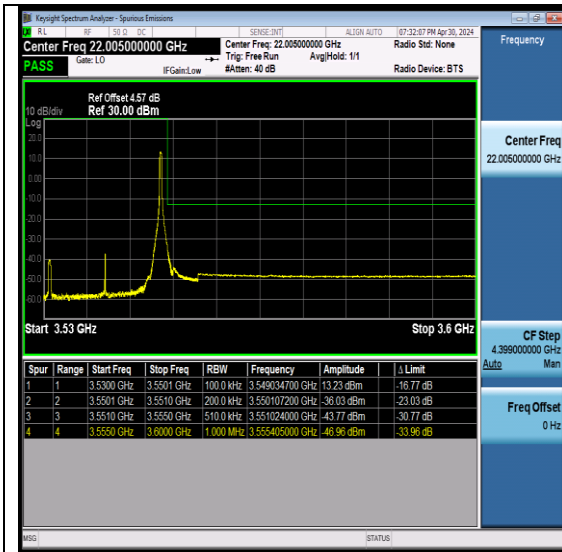 Keysight Spectrum Analyzer - Spurious Emissions
RL RF 50 Ω DC SENSE:INT ALIGN AUTO 07:32:07 PM Apr 30, 2024
Center Freq 22.005000000 GHz
Center Freq: 22.005000000 GHz
Radio Std: None
PASS
Gate: LO
IFGain:Low
Trig: Free Run
Avg|Hold: 1/1
#Atten: 40 dB
Radio Device: BTS
Ref Offset 4.57 dB
10 dB/div Ref 30.00 dBm
Log
20.0
10.0
0.00
-10.0
-20.0
-30.0
-40.0
-50.0
-60.0
Start 3.53 GHz Stop 3.6 GHz
Spur Range Start Freq Stop Freq RBW Frequency Amplitude Δ Limit
1 1 3.5300 GHz 3.5501 GHz 100.0 kHz 3.549034700 GHz 13.23 dBm -16.77 dB
2 2 3.5501 GHz 3.5510 GHz 200.0 kHz 3.550107200 GHz -36.03 dBm -23.03 dB
3 3 3.5510 GHz 3.5550 GHz 510.0 kHz 3.551024000 GHz -43.77 dBm -30.77 dB
4 4 3.5550 GHz 3.6000 GHz 1.000 MHz 3.555405000 GHz -46.96 dBm -33.96 dB
MSG STATUS
Frequency
Center Freq
22.005000000 GHz
CF Step
4.399000000 GHz
Auto Man
Freq Offset
0 Hz